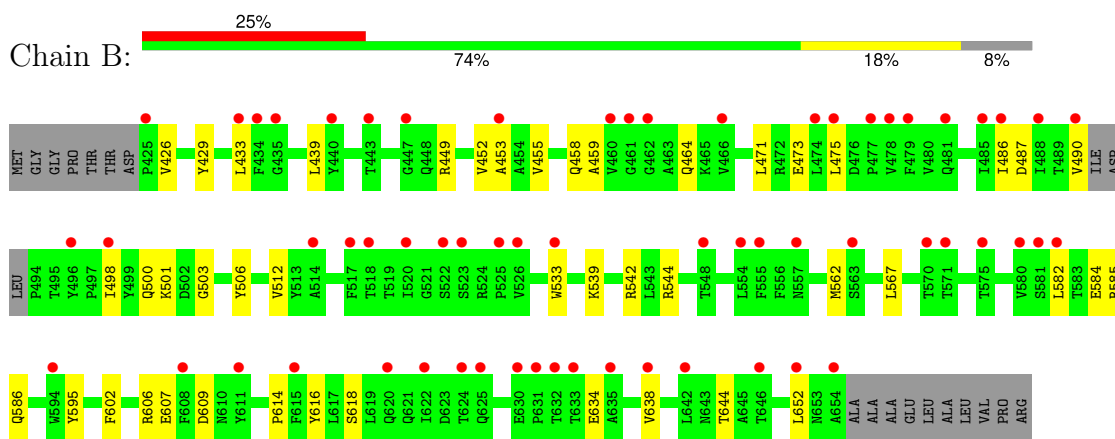 25%
Chain B:
74% 18% 8%
MET GLY GLY PRO THR THR ASP P425 V426 Y429 L433 F434 G435 L439 Y440 T443 G447 Q448 R449 V452 A453 A454 V455 Q458 A459 V460 G461 G462 A463 Q464 K465 V466 L471 R472 E473 L474 L475 D476 P477 V478 F479 V480 Q481 I485 I486 D487 I488 T489 V490 ILE ASP
LEU P494 T495 Y496 P497 I498 Y499 Q500 K501 D502 G503 Y506 V512 Y513 A514 F517 T518 T519 I520 G521 S522 S523 R524 P525 V526 W533 K539 R542 L543 R544 T548 L554 F555 F556 N557 M562 S563 L567 T570 T571 T575 V580 S581 L582 T583 E584 R585
Q586 W594 Y595 F602 R606 E607 F608 D609 N610 Y611 P614 F615 Y616 L617 S618 L619 Q620 Q621 I622 D623 T624 Q625 E630 P631 T632 T633 E634 A635 V638 L642 N643 T644 A645 T646 L652 N653 A654 ALA ALA ALA GLU LEU ALA LEU VAL PRO ARG